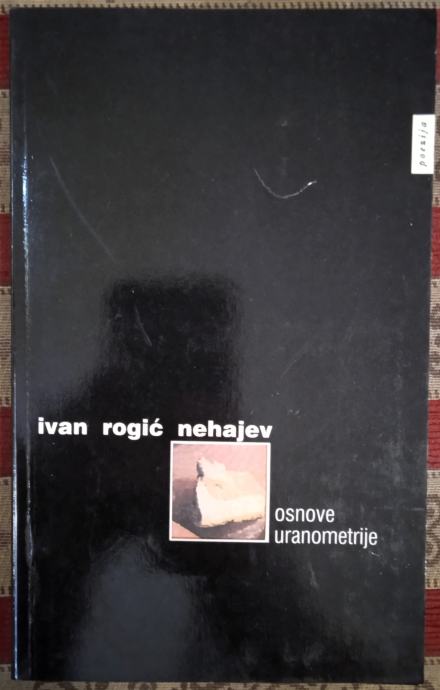 poezija
ivan rogić nehajev
osnove
uranometrije